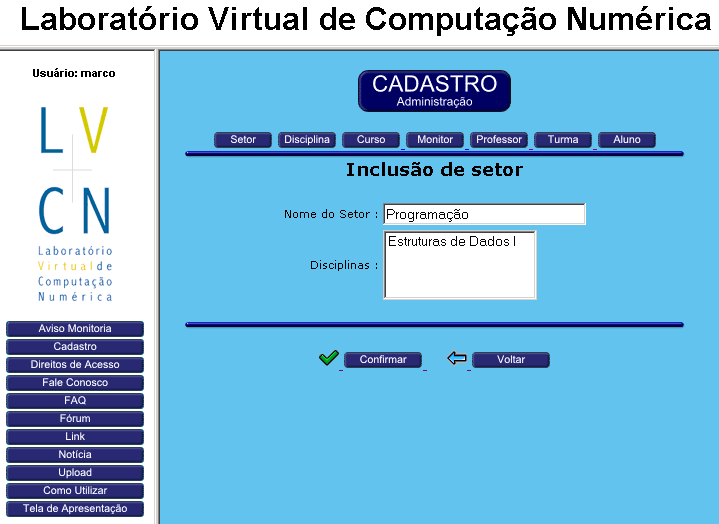 Laboratório Virtual de Computação Numérica
Usuário: marco
L V
C N
Laboratório
Virtual de
Computação
Numérica
Aviso Monitoria
Cadastro
Direitos de Acesso
Fale Conosco
FAQ
Fórum
Link
Notícia
Upload
Como Utilizar
Tela de Apresentação
CADASTRO
Administração
Setor Disciplina Curso Monitor Professor Turma Aluno
Inclusão de setor
Nome do Setor : Programação
Disciplinas : Estruturas de Dados I
Confirmar Voltar